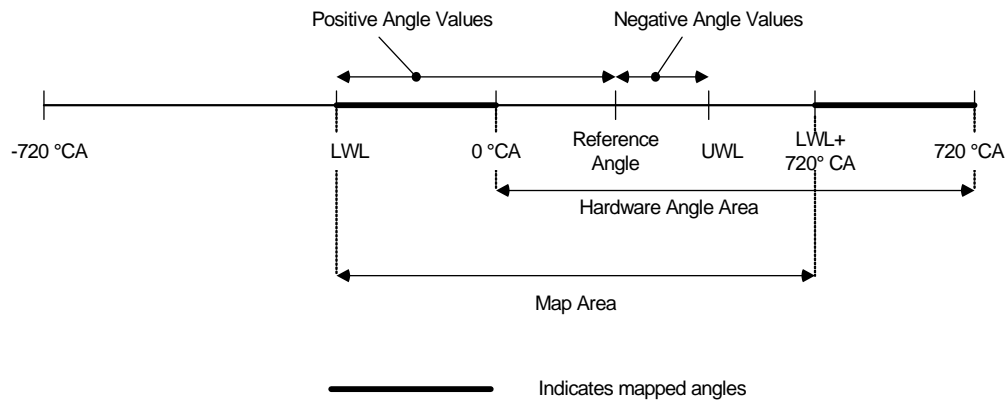 Positive Angle Values
Negative Angle Values
-720 °CA
LWL
0 °CA
Reference
Angle
UWL
LWL+
720° CA
720 °CA
Hardware Angle Area
Map Area
Indicates mapped angles